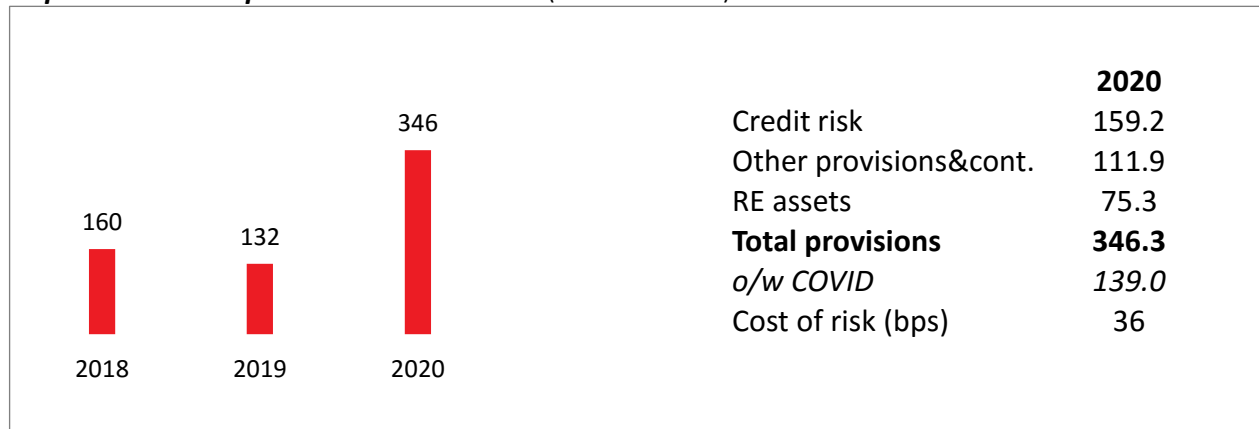 346
160
132
2018 2019 2020
2020
Credit risk 159.2
Other provisions&cont. 111.9
RE assets 75.3
Total provisions 346.3
o/w COVID 139.0
Cost of risk (bps) 36